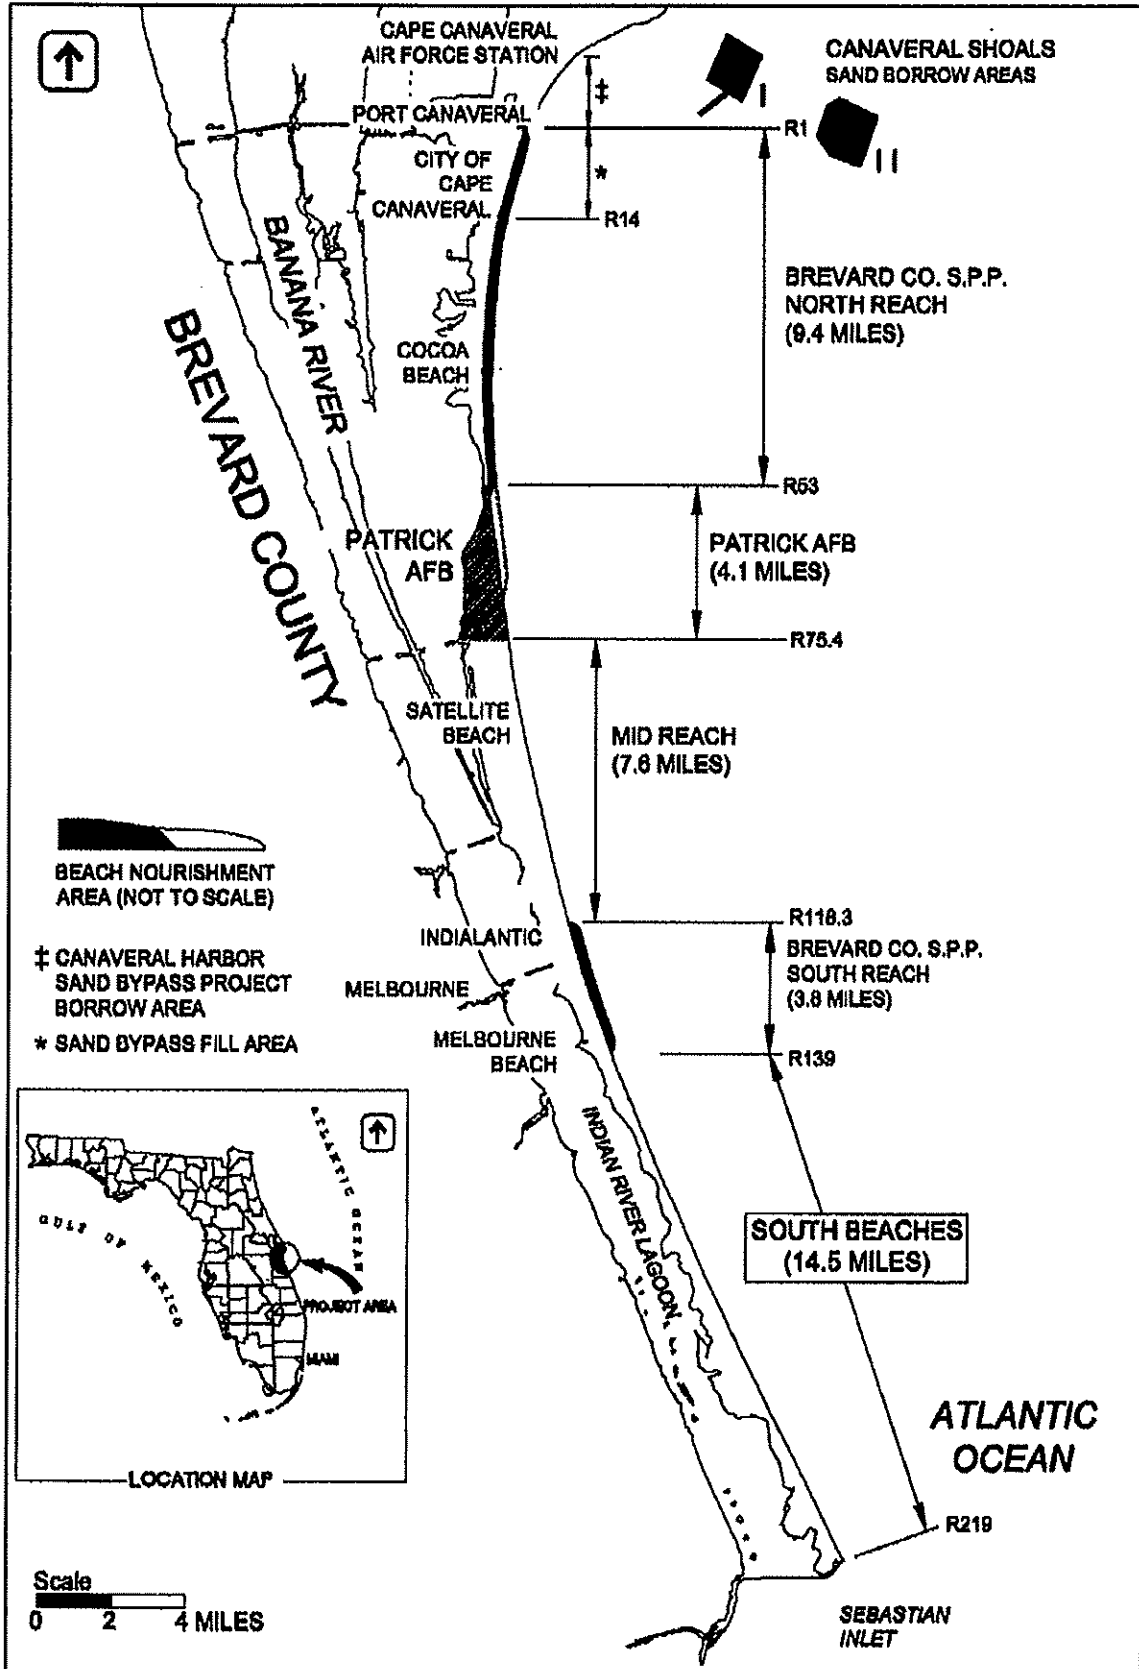 CAPE CANAVERAL
AIR FORCE STATION
CANAVERAL SHOALS
SAND BORROW AREAS
I
II
‡
PORT CANAVERAL
R1
CITY OF
CAPE
CANAVERAL
*
R14
BANANA RIVER
BREVARD CO. S.P.P.
NORTH REACH
(9.4 MILES)
BREVARD COUNTY
COCOA
BEACH
R53
PATRICK
AFB
PATRICK AFB
(4.1 MILES)
R75.4
SATELLITE
BEACH
MID REACH
(7.6 MILES)
BEACH NOURISHMENT
AREA (NOT TO SCALE)
R118.3
INDIALANTIC
BREVARD CO. S.P.P.
SOUTH REACH
(3.8 MILES)
‡ CANAVERAL HARBOR
SAND BYPASS PROJECT
BORROW AREA
MELBOURNE
* SAND BYPASS FILL AREA
MELBOURNE
BEACH
R139
INDIAN RIVER LAGOON
ATLANTIC OCEAN
GULF OF MEXICO
PROJECT AREA
MIAMI
LOCATION MAP
SOUTH BEACHES
(14.5 MILES)
ATLANTIC
OCEAN
R219
Scale
0 2 4 MILES
SEBASTIAN
INLET